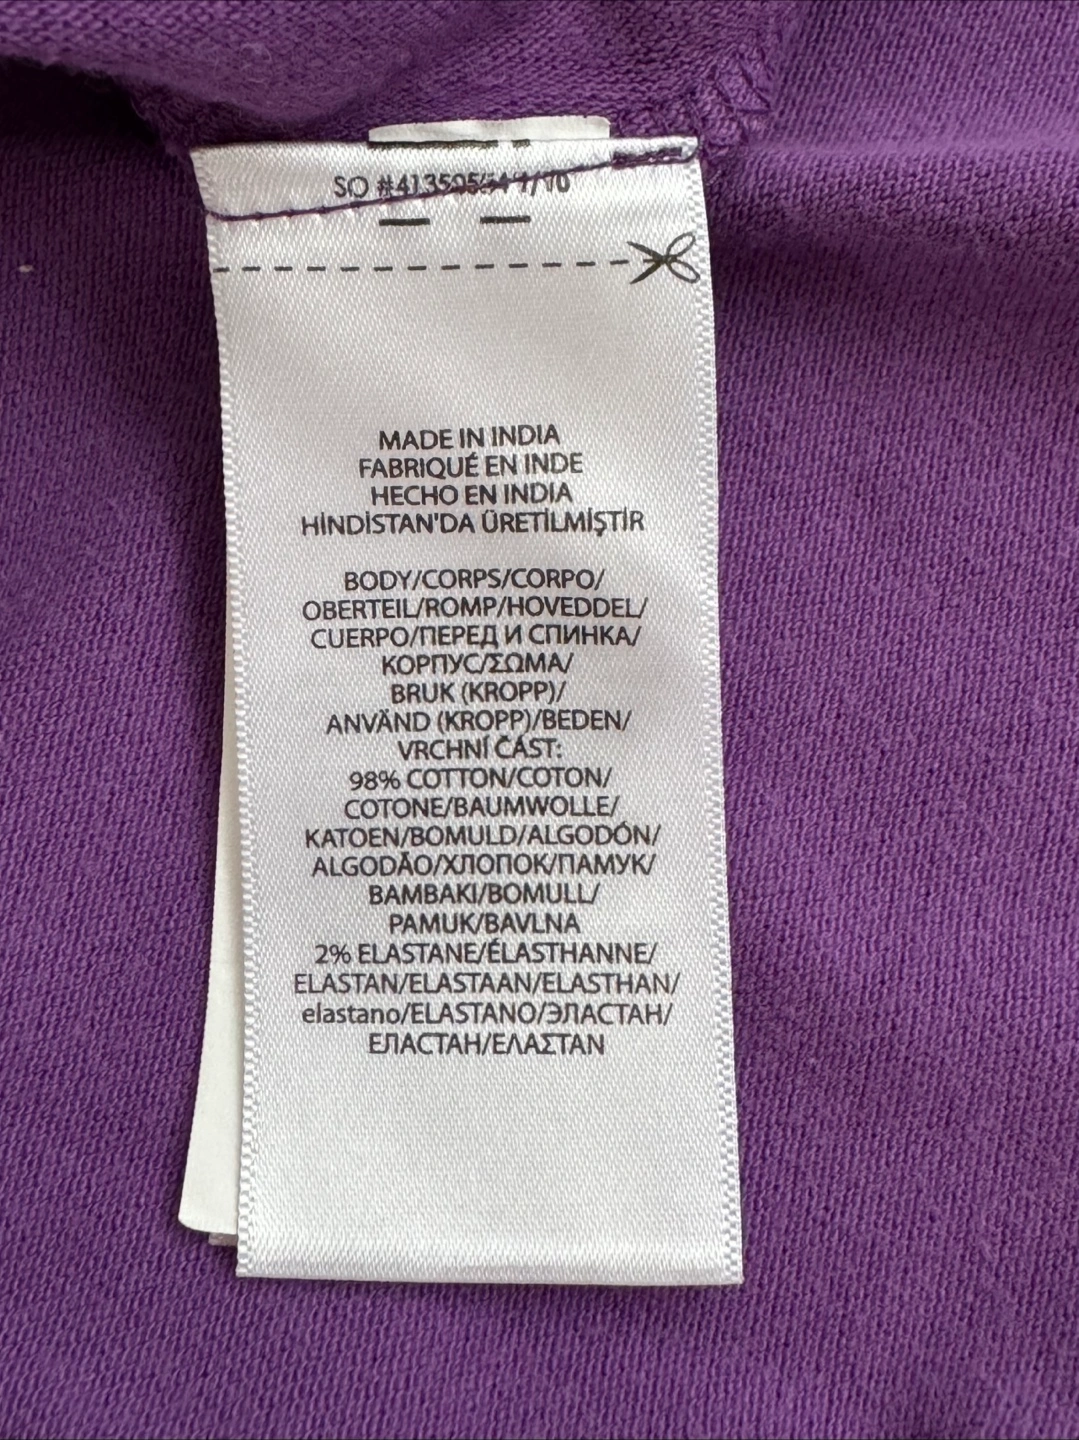 SO
MADE IN INDIA
FABRIQUÉ EN INDE
HECHO EN INDIA
HİNDİSTAN'DA ÜRETİLMİŞTİR
BODY/CORPS/CORPO/
OBERTEIL/ROMP/HOVEDDEL/
CUERPO/ПЕРЕД И СПИНКА/
КОРПУС/ΣΩΜΑ/
BRUK (KROPP)/
ANVÄND (KROPP)/BEDEN/
VRCHNÍ ČÁST:
98% COTTON/COTON/
COTONE/BAUMWOLLE/
KATOEN/BOMULD/ALGODÓN/
ALGODÃO/ХЛОПОК/ПАМУК/
BAMBAKI/BOMULL/
PAMUK/BAVLNA
2% ELASTANE/ÉLASTHANNE/
ELASTAN/ELASTAAN/ELASTHAN/
elastano/ELASTANO/ЭЛАСТАН/
ЕЛАСТАН/ΕΛΑΣΤΑΝ